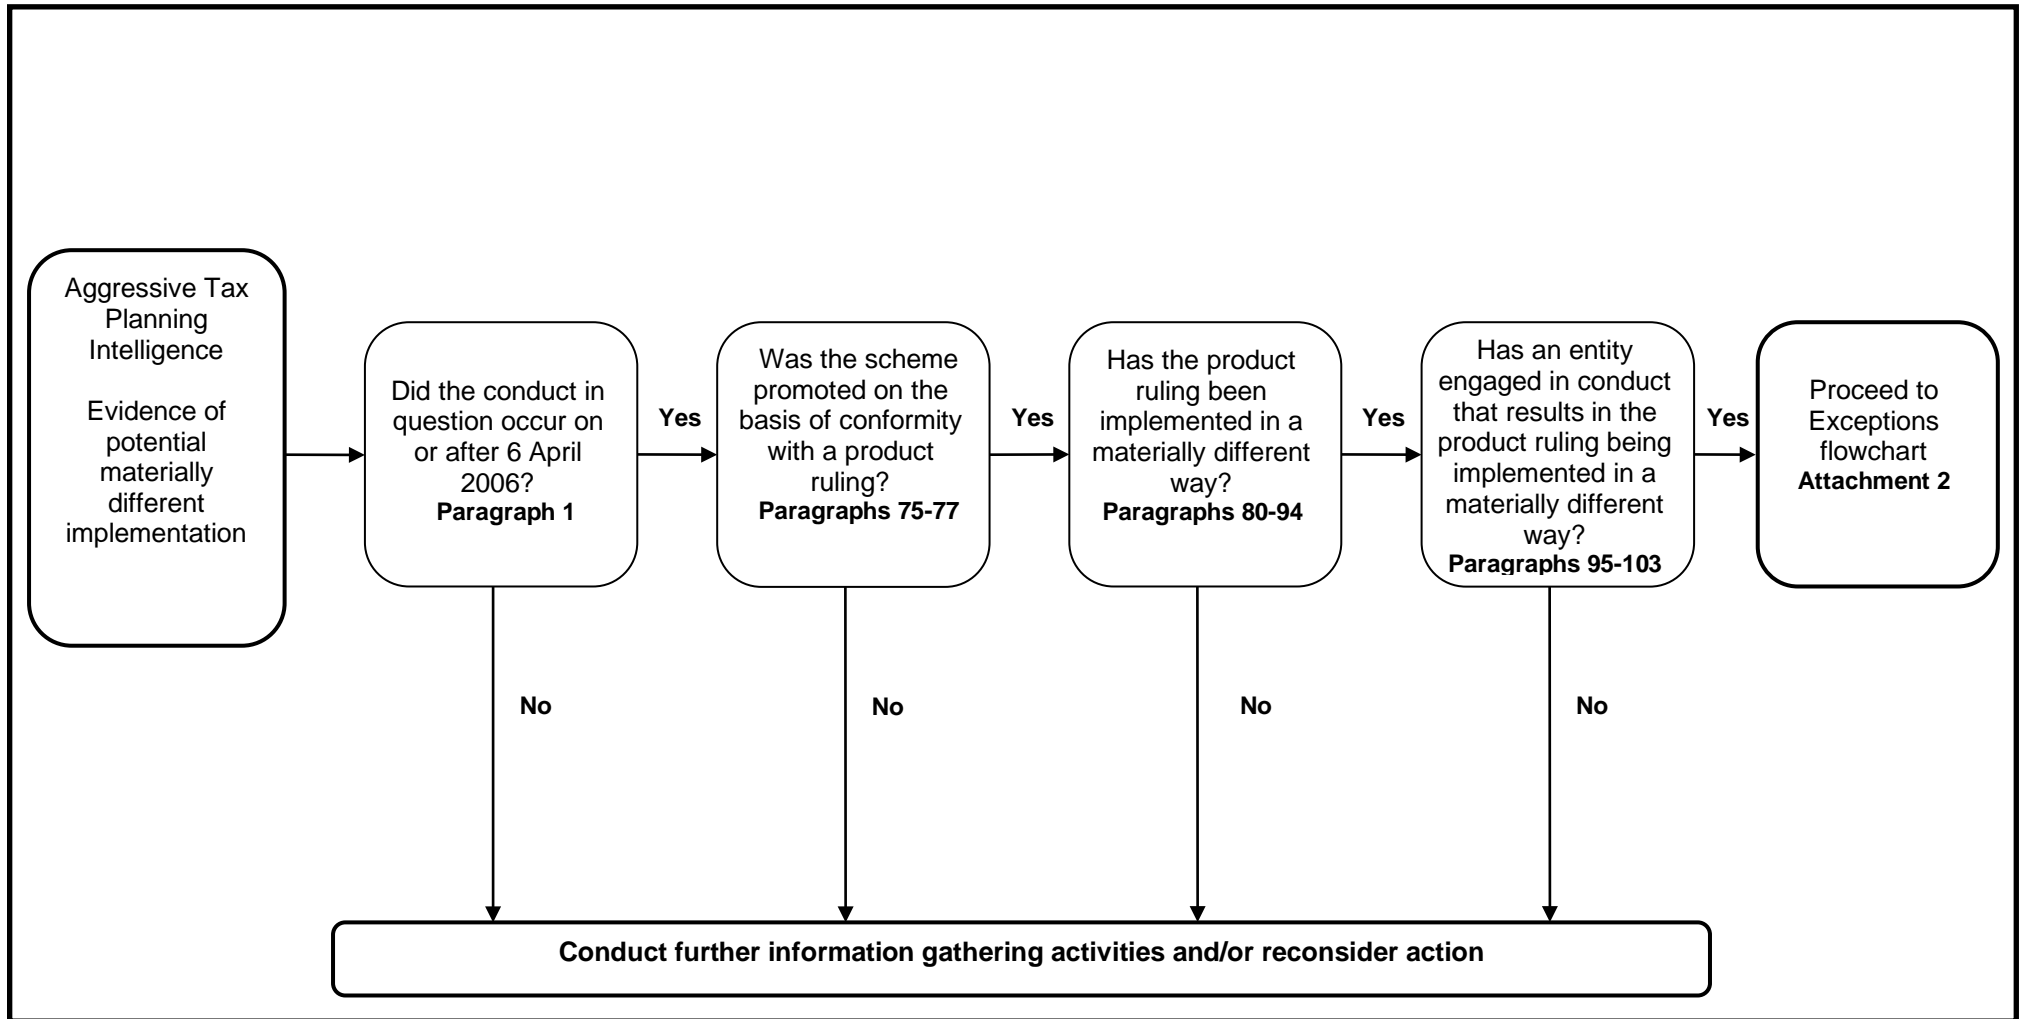 Aggressive Tax
Planning
Intelligence
Evidence of
potential
materially
different
implementation
Did the conduct in
question occur on
or after 6 April
2006?
Paragraph 1
Yes
Was the scheme
promoted on the
basis of conformity
with a product
ruling?
Paragraphs 75-77
Yes
Has the product
ruling been
implemented in a
materially different
way?
Paragraphs 80-94
Yes
Has an entity
engaged in conduct
that results in the
product ruling being
implemented in a
materially different
way?
Paragraphs 95-103
Yes
Proceed to
Exceptions
flowchart
Attachment 2
No
No
No
No
Conduct further information gathering activities and/or reconsider action